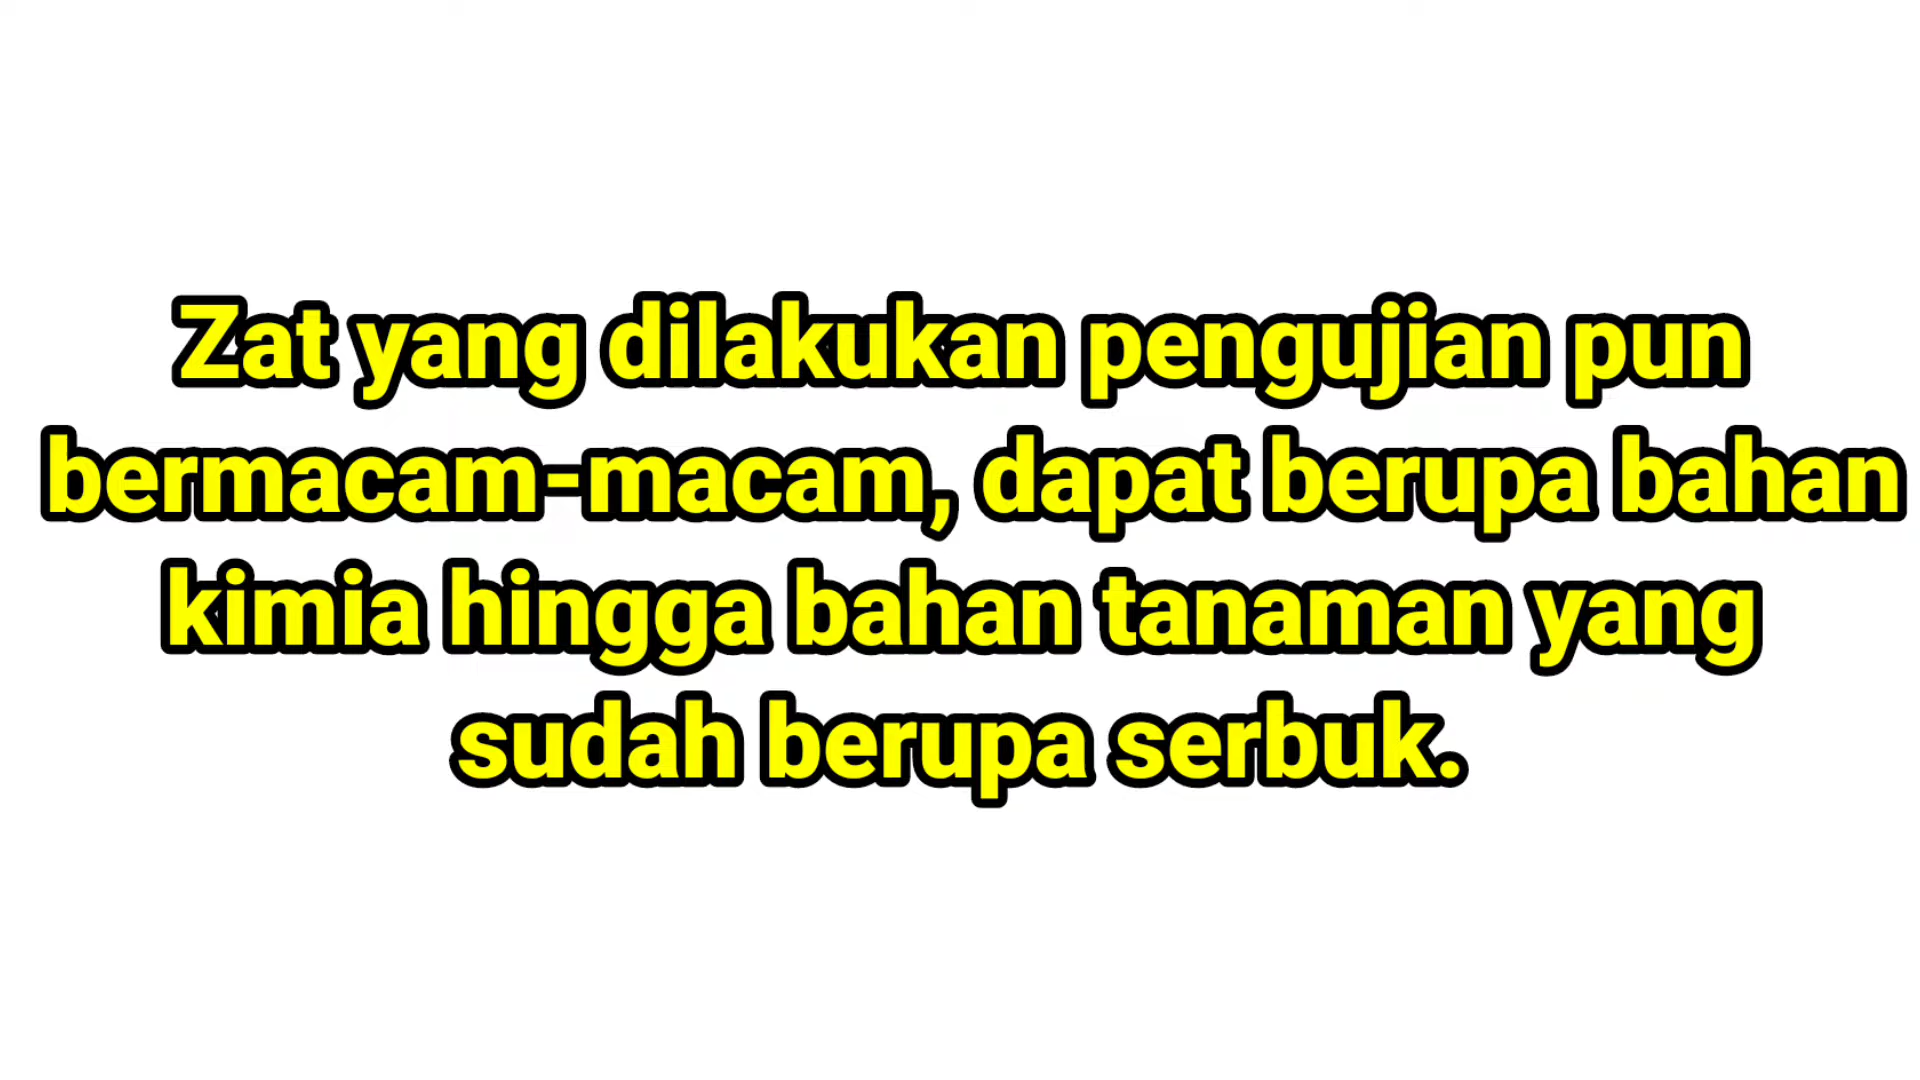 Zat yang dilakukan pengujian pun
bermacam-macam, dapat berupa bahan
kimia hingga bahan tanaman yang
sudah berupa serbuk.